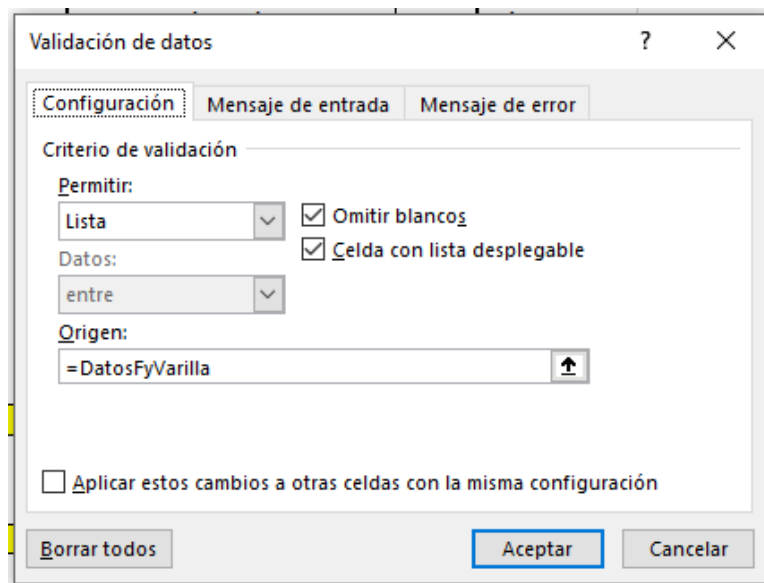 Validación de datos ?
Configuración Mensaje de entrada Mensaje de error
Criterio de validación
Permitir:
Lista
Omitir blancos
Celda con lista desplegable
Datos:
entre
Origen:
=DatosFyVarilla
Aplicar estos cambios a otras celdas con la misma configuración
Borrar todos Aceptar Cancelar